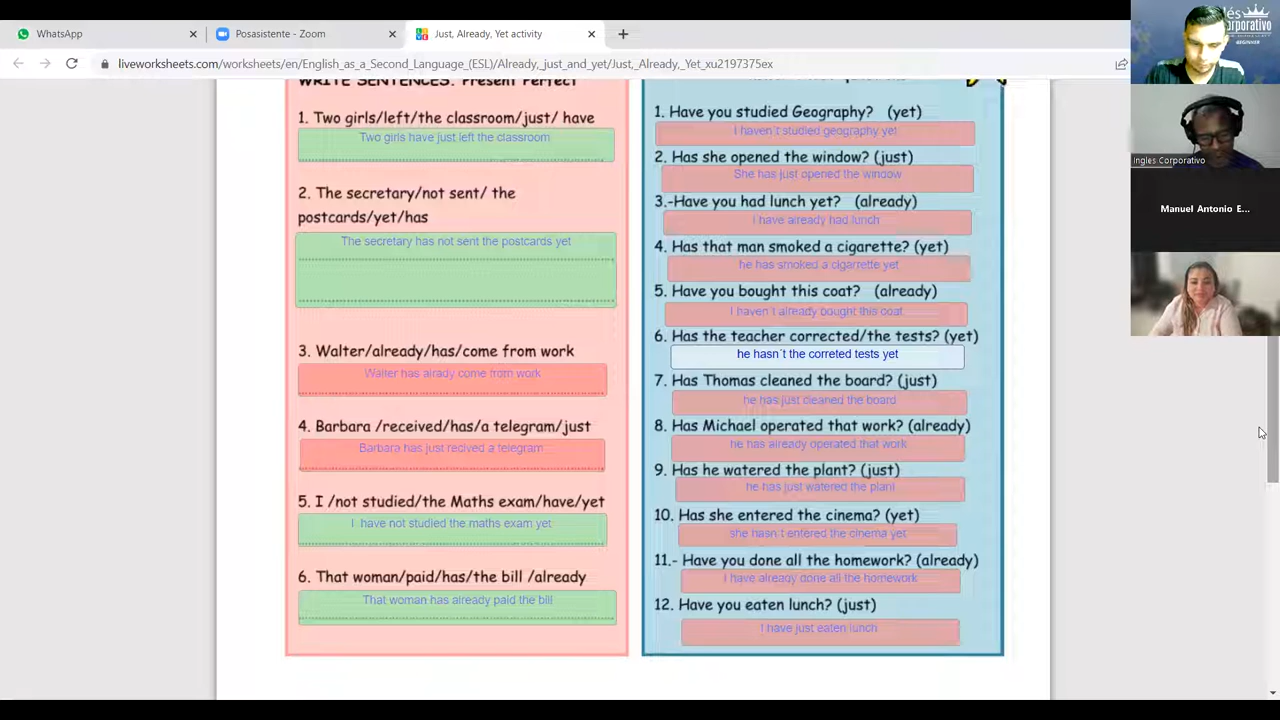 WhatsApp
Posasistente - Zoom
Just, Already, Yet activity
liveworksheets.com/worksheets/en/English_as_a_Second_Language_(ESL)/Already,_just_and_yet/Just,_Already,_Yet_xu2197375ex
WRITE SENTENCES: Present Perfect
1. Two girls/left/the classroom/just/ have
Two girls have just left the classroom
2. The secretary/not sent/ the
postcards/yet/has
The secretary has not sent the postcards yet
3. Walter/already/has/come from work
Walter has alrady come from work
4. Barbara /received/has/a telegram/just
Barbara has just recived a telegram
5. I /not studied/the Maths exam/have/yet
I have not studied the maths exam yet
6. That woman/paid/has/the bill /already
That woman has already paid the bill
1. Have you studied Geography? (yet)
I haven´t studied geography yet
2. Has she opened the window? (just)
She has just opened the window
3.-Have you had lunch yet? (already)
I have already had lunch
4. Has that man smoked a cigarette? (yet)
he has smoked a cigarrette yet
5. Have you bought this coat? (already)
I haven´t already bought this coat
6. Has the teacher corrected/the tests? (yet)
he hasn´t the correted tests yet
7. Has Thomas cleaned the board? (just)
he has just cleaned the board
8. Has Michael operated that work? (already)
he has already operated that work
9. Has he watered the plant? (just)
he has just watered the plant
10. Has she entered the cinema? (yet)
she hasn´t entered the cinema yet
11.- Have you done all the homework? (already)
I have already done all the homework
12. Have you eaten lunch? (just)
I have just eaten lunch
BEGINNER
Ingles Corporativo
Manuel Antonio E...